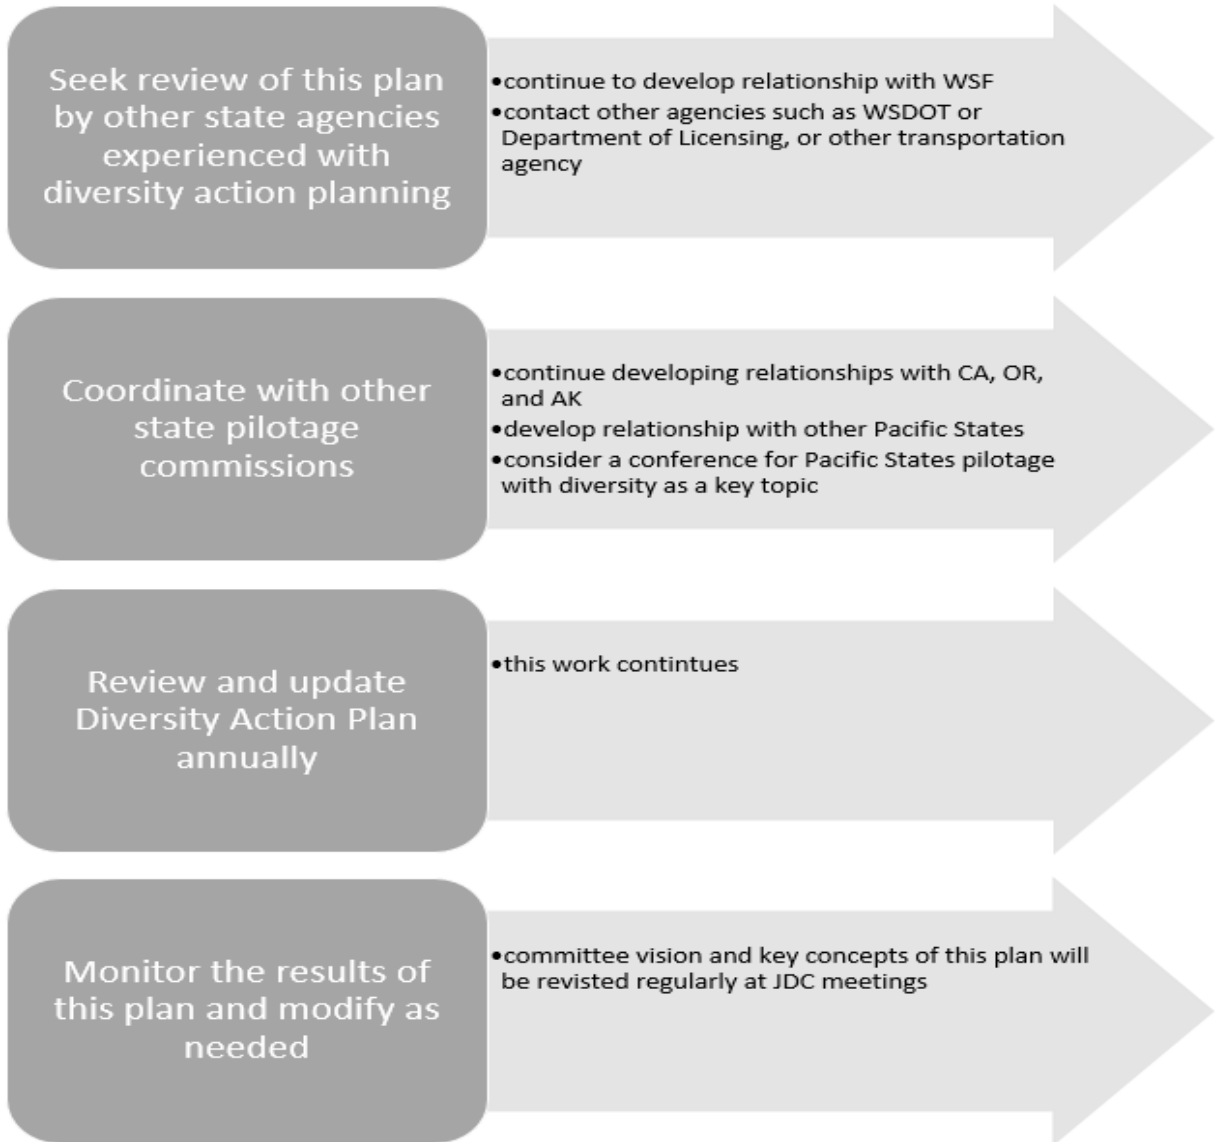 Seek review of this plan
by other state agencies
experienced with
diversity action planning
•continue to develop relationship with WSF
•contact other agencies such as WSDOT or
Department of Licensing, or other transportation
agency
Coordinate with other
state pilotage
commissions
•continue developing relationships with CA, OR,
and AK
•develop relationship with other Pacific States
•consider a conference for Pacific States pilotage
with diversity as a key topic
Review and update
Diversity Action Plan
annually
•this work contintues
Monitor the results of
this plan and modify as
needed
•committee vision and key concepts of this plan will
be revisted regularly at JDC meetings